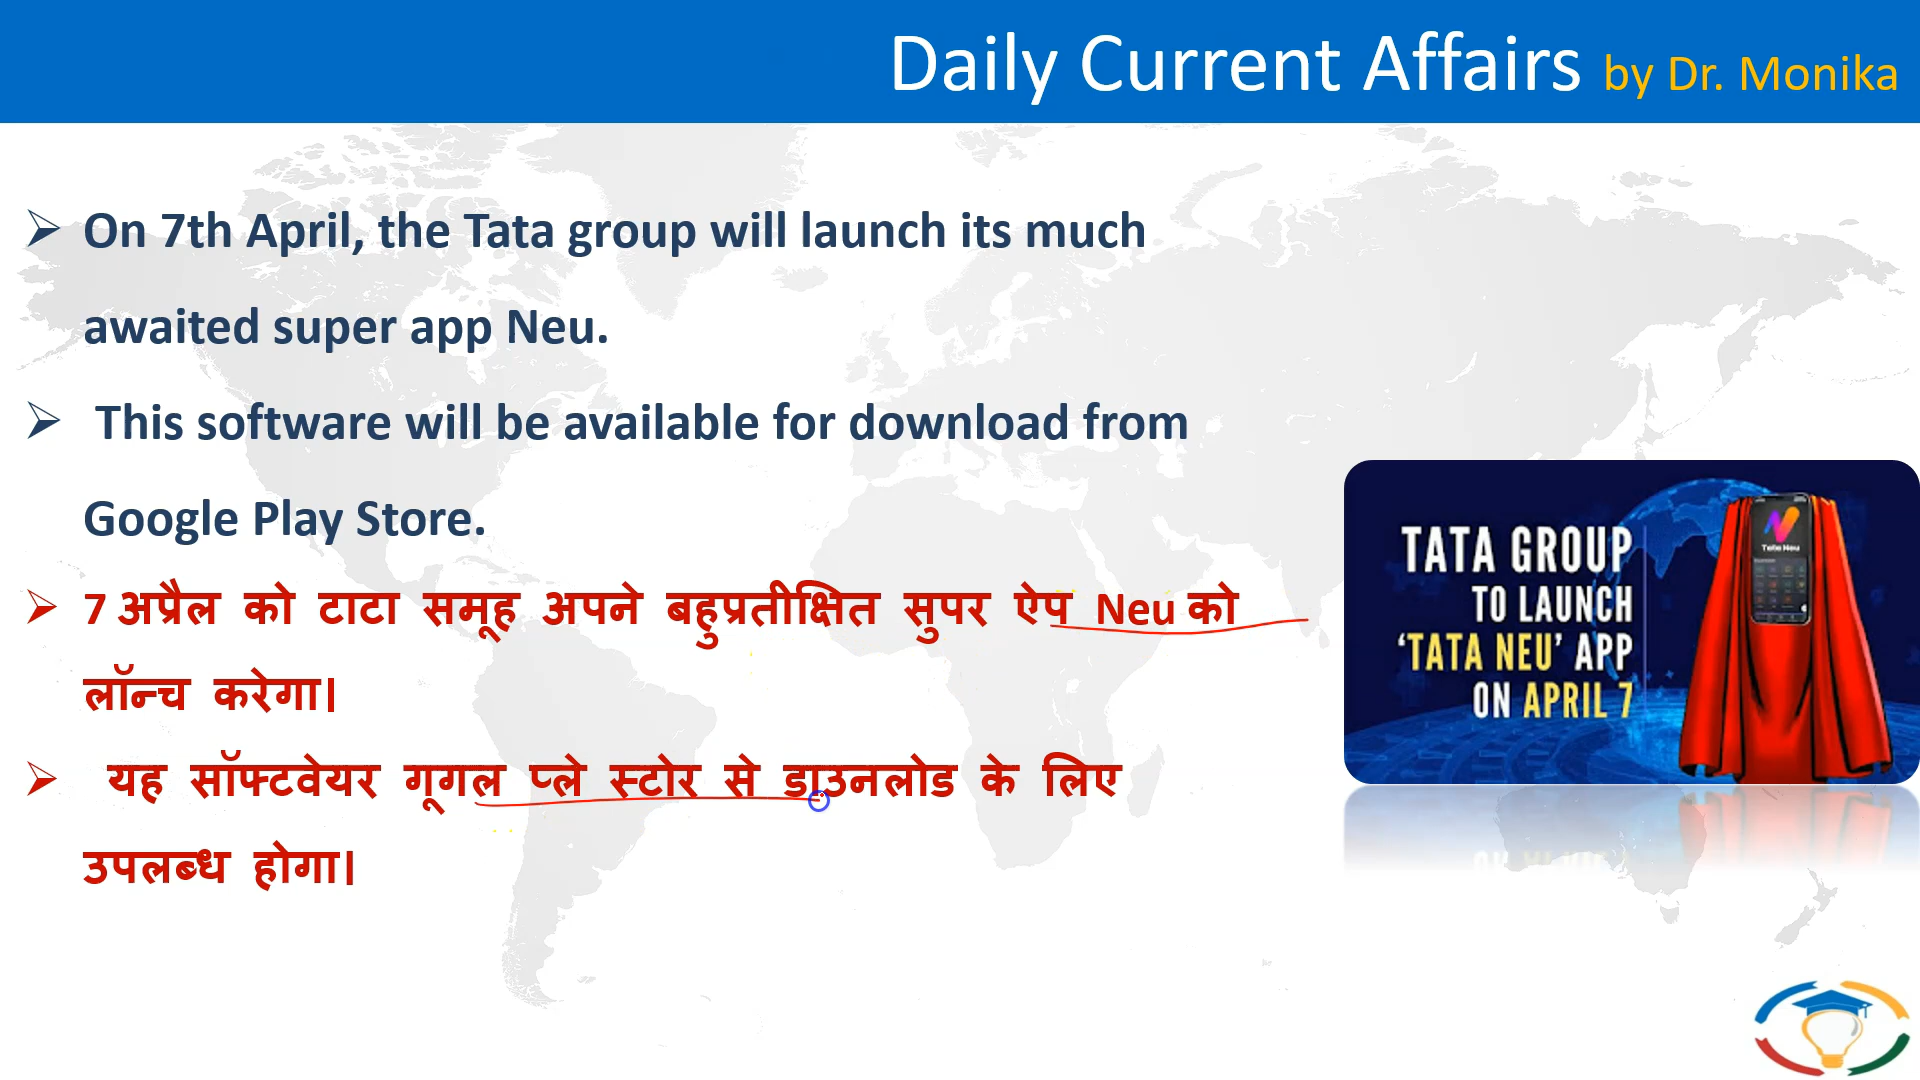 Daily Current Affairs by Dr. Monika
On 7th April, the Tata group will launch its much
awaited super app Neu.
This software will be available for download from
Google Play Store.
7 अप्रैल को टाटा समूह अपने बहुप्रतीक्षित सुपर ऐप Neu को
लॉन्च करेगा।
यह सॉफ्टवेयर गूगल प्ले स्टोर से डाउनलोड के लिए
उपलब्ध होगा।
TATA GROUP
TO LAUNCH
‘TATA NEU’ APP
ON APRIL 7
Tata Neu